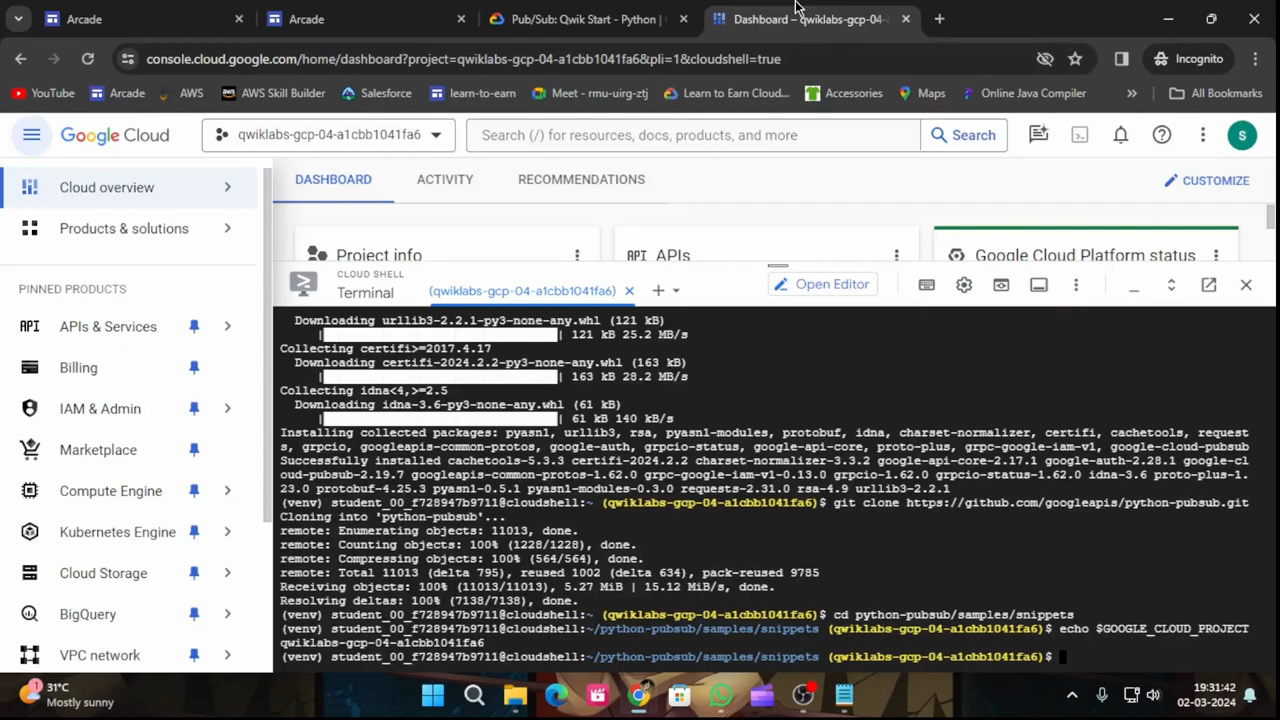 Arcade
Arcade
Pub/Sub: Qwik Start - Python |
Dashboard – qwiklabs-gcp-04-
console.cloud.google.com/home/dashboard?project=qwiklabs-gcp-04-a1cbb1041fa6&pli=1&cloudshell=true
Incognito
YouTube
Arcade
AWS
AWS Skill Builder
Salesforce
learn-to-earn
Meet - rmu-uirg-ztj
Learn to Earn Cloud...
Accessories
Maps
Online Java Compiler
»
All Bookmarks
Google Cloud
qwiklabs-gcp-04-a1cbb1041fa6
Search (/) for resources, docs, products, and more
Search
S
Cloud overview
Products & solutions
PINNED PRODUCTS
API APIs & Services
Billing
IAM & Admin
Marketplace
Compute Engine
Kubernetes Engine
Cloud Storage
BigQuery
VPC network
DASHBOARD
ACTIVITY
RECOMMENDATIONS
CUSTOMIZE
Project info
API APIs
Google Cloud Platform status
CLOUD SHELL
Terminal
(qwiklabs-gcp-04-a1cbb1041fa6)
Open Editor
Downloading urllib3-2.2.1-py3-none-any.whl (121 kB)
| | 121 kB 25.2 MB/s
Collecting certifi>=2017.4.17
Downloading certifi-2024.2.2-py3-none-any.whl (163 kB)
| | 163 kB 28.2 MB/s
Collecting idna<4,>=2.5
Downloading idna-3.6-py3-none-any.whl (61 kB)
| | 61 kB 140 kB/s
Installing collected packages: pyasn1, urllib3, rsa, pyasn1-modules, protobuf, idna, charset-normalizer, certifi, cachetools, request
s, grpcio, googleapis-common-protos, google-auth, grpcio-status, google-api-core, proto-plus, grpc-google-iam-v1, google-cloud-pubsub
Successfully installed cachetools-5.3.3 certifi-2024.2.2 charset-normalizer-3.3.2 google-api-core-2.17.1 google-auth-2.28.1 google-cl
oud-pubsub-2.19.7 googleapis-common-protos-1.62.0 grpc-google-iam-v1-0.13.0 grpcio-1.62.0 grpcio-status-1.62.0 idna-3.6 proto-plus-1.
23.0 protobuf-4.25.3 pyasn1-0.5.1 pyasn1-modules-0.3.0 requests-2.31.0 rsa-4.9 urllib3-2.2.1
(venv) student_00_f728947b9711@cloudshell:~ (qwiklabs-gcp-04-a1cbb1041fa6)$ git clone https://github.com/googleapis/python-pubsub.git
Cloning into 'python-pubsub'...
remote: Enumerating objects: 11013, done.
remote: Counting objects: 100% (1228/1228), done.
remote: Compressing objects: 100% (564/564), done.
remote: Total 11013 (delta 795), reused 1002 (delta 634), pack-reused 9785
Receiving objects: 100% (11013/11013), 5.27 MiB | 15.12 MiB/s, done.
Resolving deltas: 100% (7138/7138), done.
(venv) student_00_f728947b9711@cloudshell:~ (qwiklabs-gcp-04-a1cbb1041fa6)$ cd python-pubsub/samples/snippets
(venv) student_00_f728947b9711@cloudshell:~/python-pubsub/samples/snippets (qwiklabs-gcp-04-a1cbb1041fa6)$ echo $GOOGLE_CLOUD_PROJECT
qwiklabs-gcp-04-a1cbb1041fa6
(venv) student_00_f728947b9711@cloudshell:~/python-pubsub/samples/snippets (qwiklabs-gcp-04-a1cbb1041fa6)$
1
31°C
Mostly sunny
19:31:42
02-03-2024